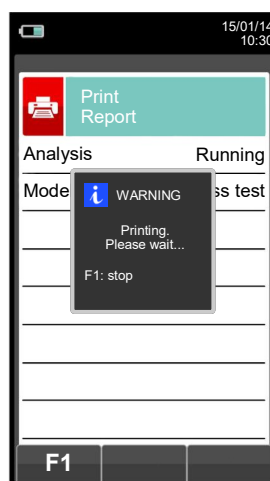 15/01/14
10:30
Print
Report
Analysis Running
Mode ss test
WARNING
Printing.
Please wait...
F1: stop
F1